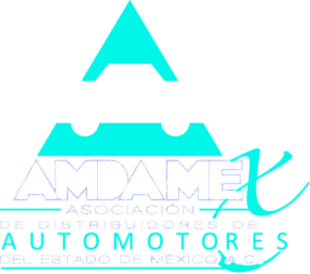 AMDAMEX
ASOCIACIÓN
DE DISTRIBUIDORES DE
AUTOMOTORES
DEL ESTADO DE MÉXICO A.C.